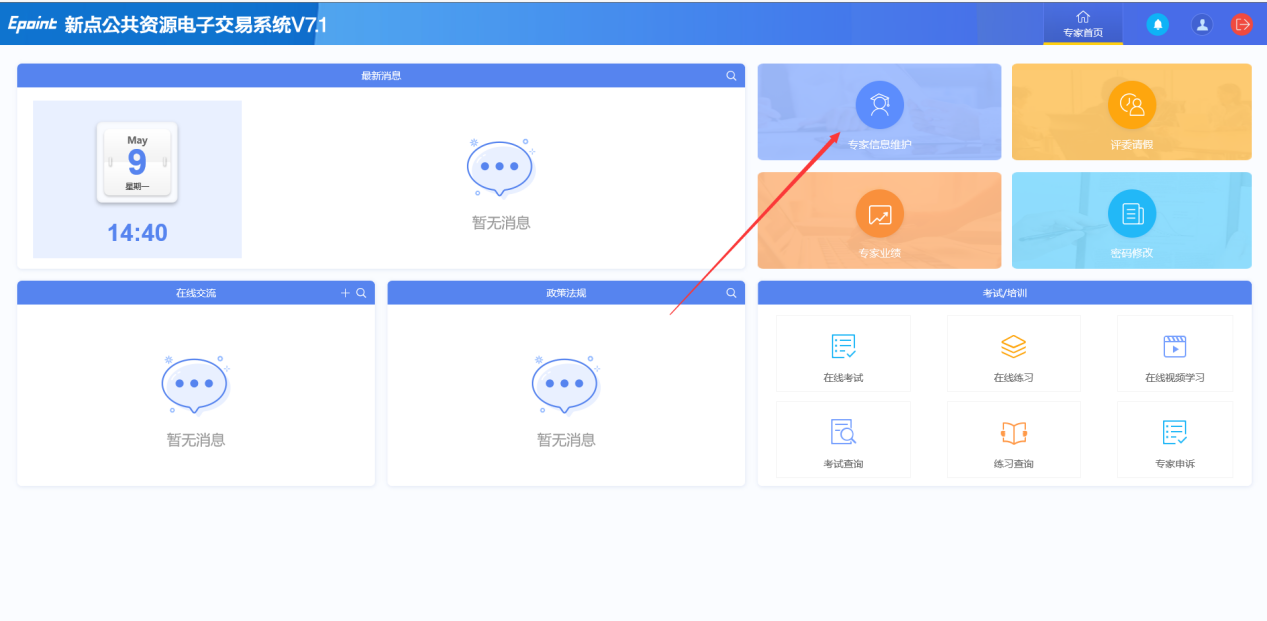 Epoint 新点公共资源电子交易系统V7.1
专家首页
最新消息
May
9
星期一
14:40
暂无消息
专家信息维护
评委请假
专家业绩
密码修改
在线交流
暂无消息
政策法规
暂无消息
考试/培训
在线考试
在线练习
在线视频学习
考试查询
练习查询
专家申诉